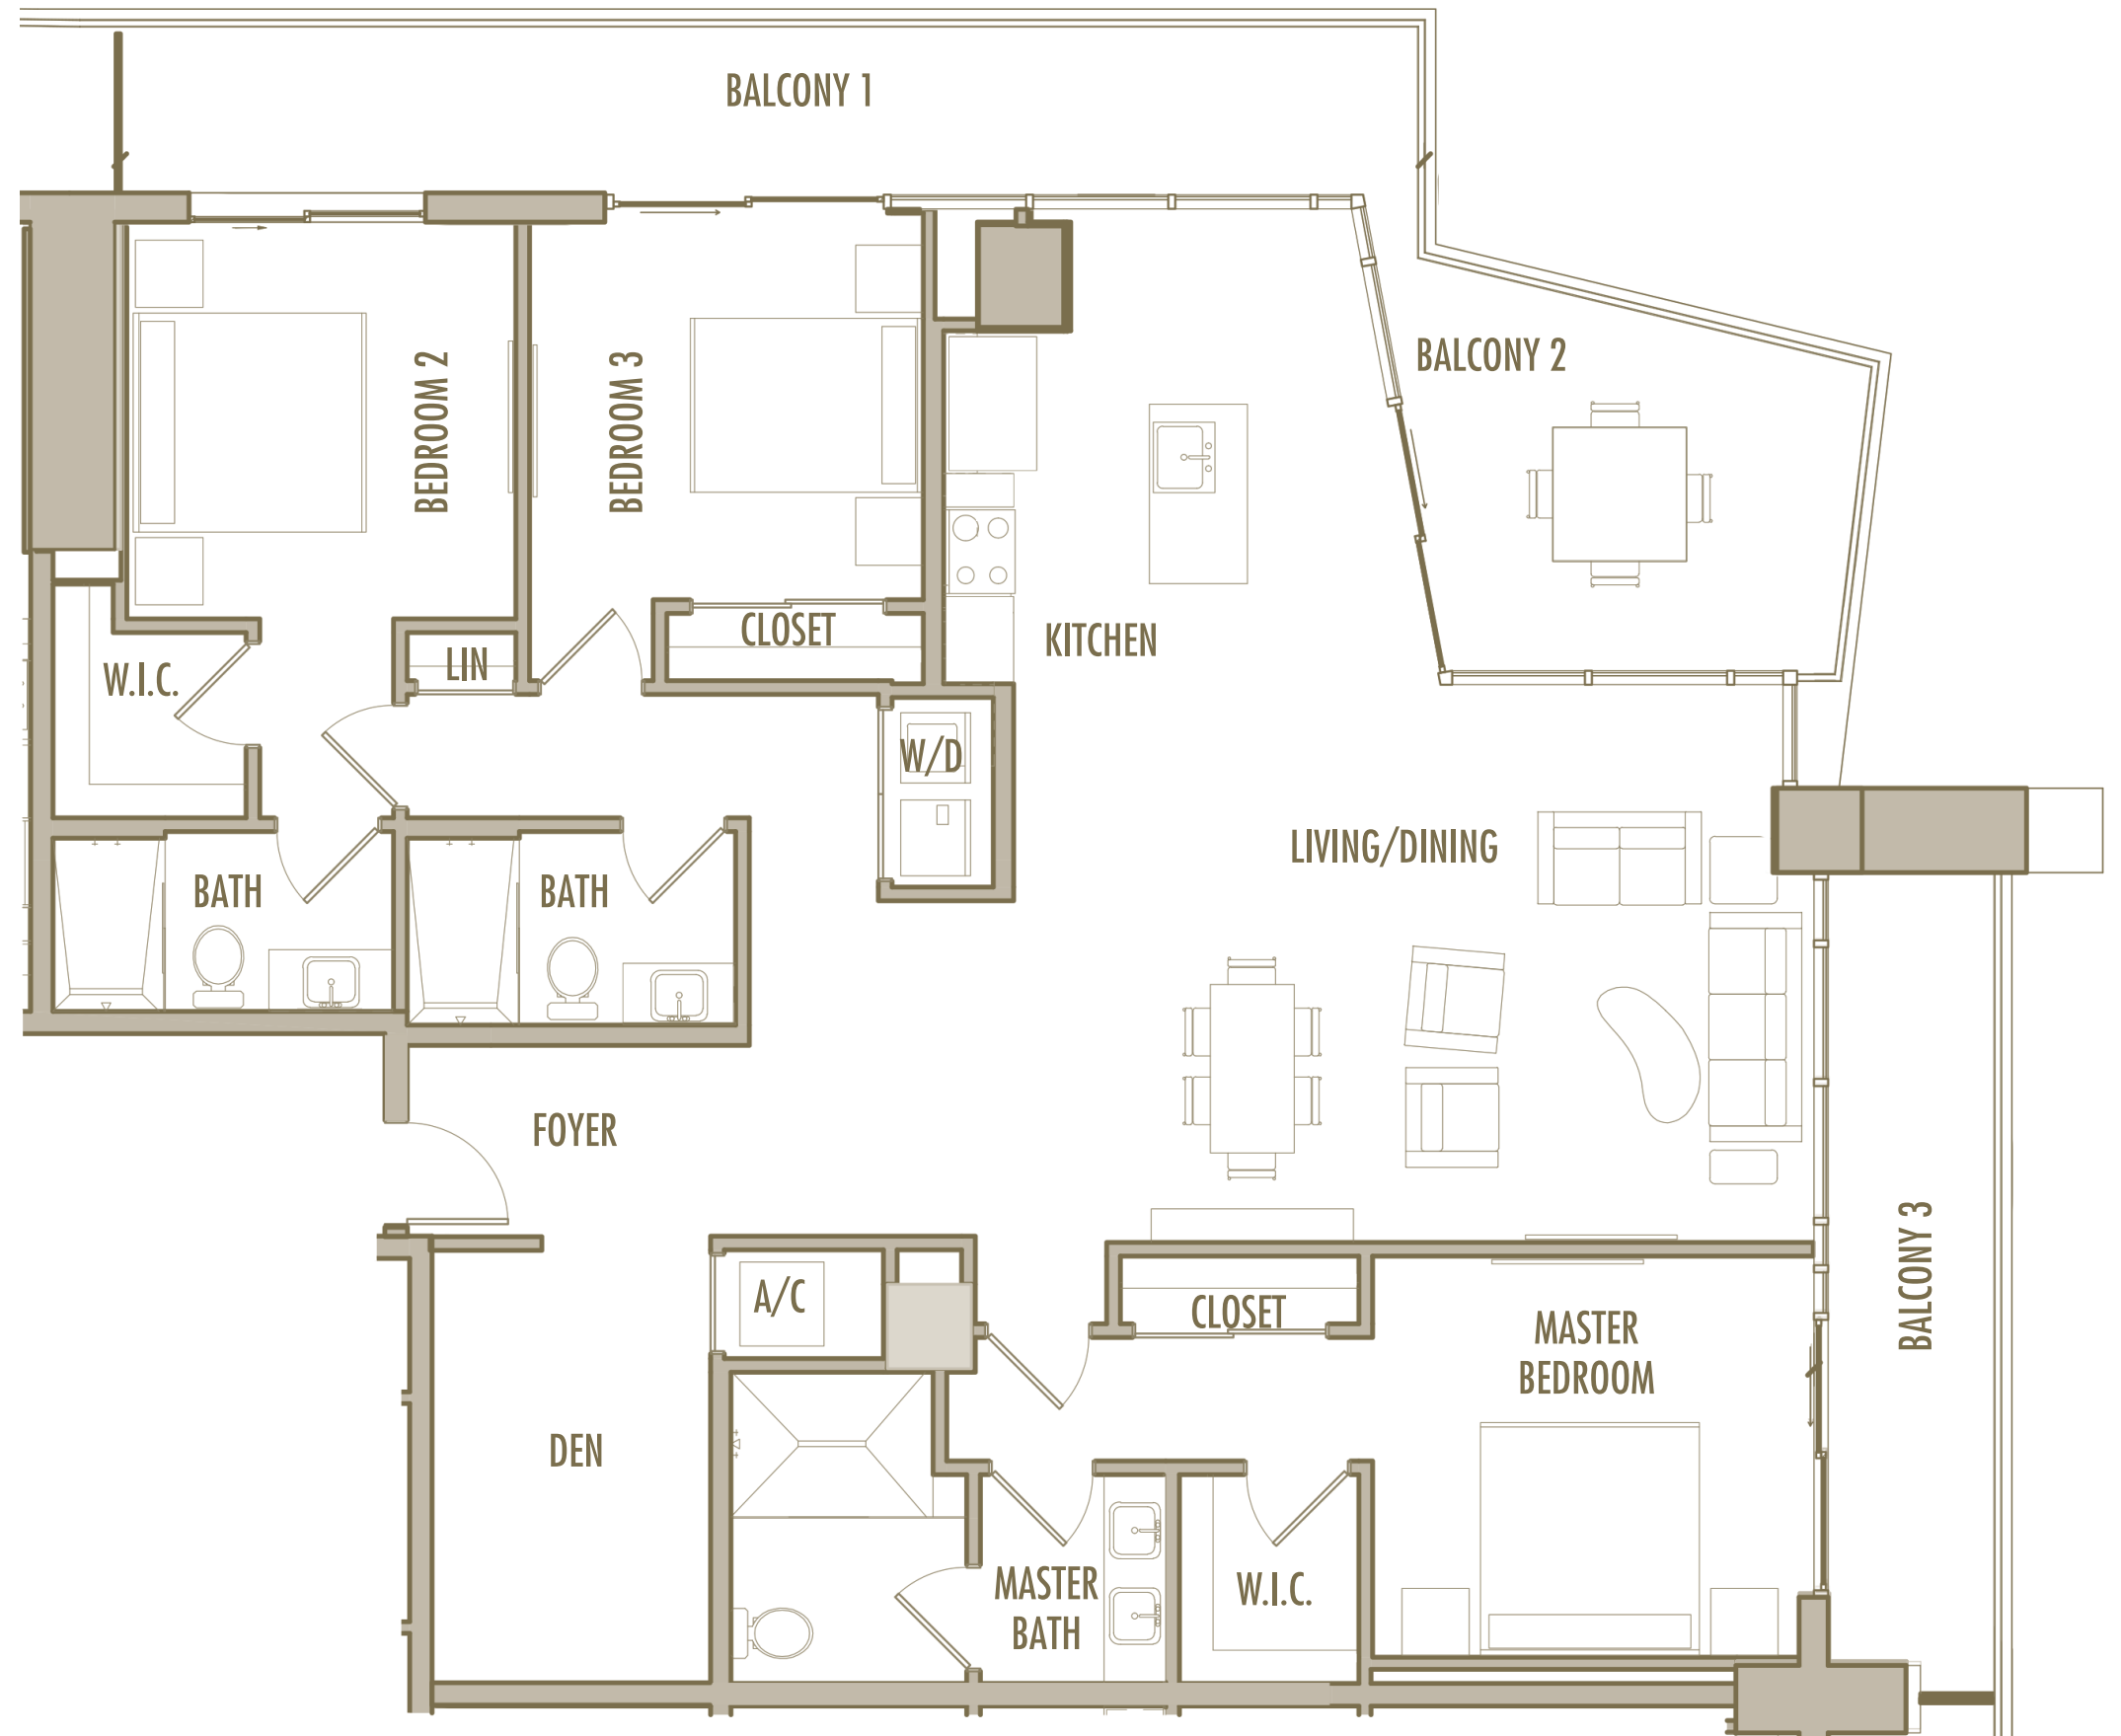 BALCONY 1
BALCONY 2
BEDROOM 2
BEDROOM 3
CLOSET
KITCHEN
LIN
W.I.C.
W/D
LIVING/DINING
BATH
BATH
FOYER
BALCONY 3
A/C
CLOSET
MASTER
BEDROOM
DEN
MASTER
BATH
W.I.C.